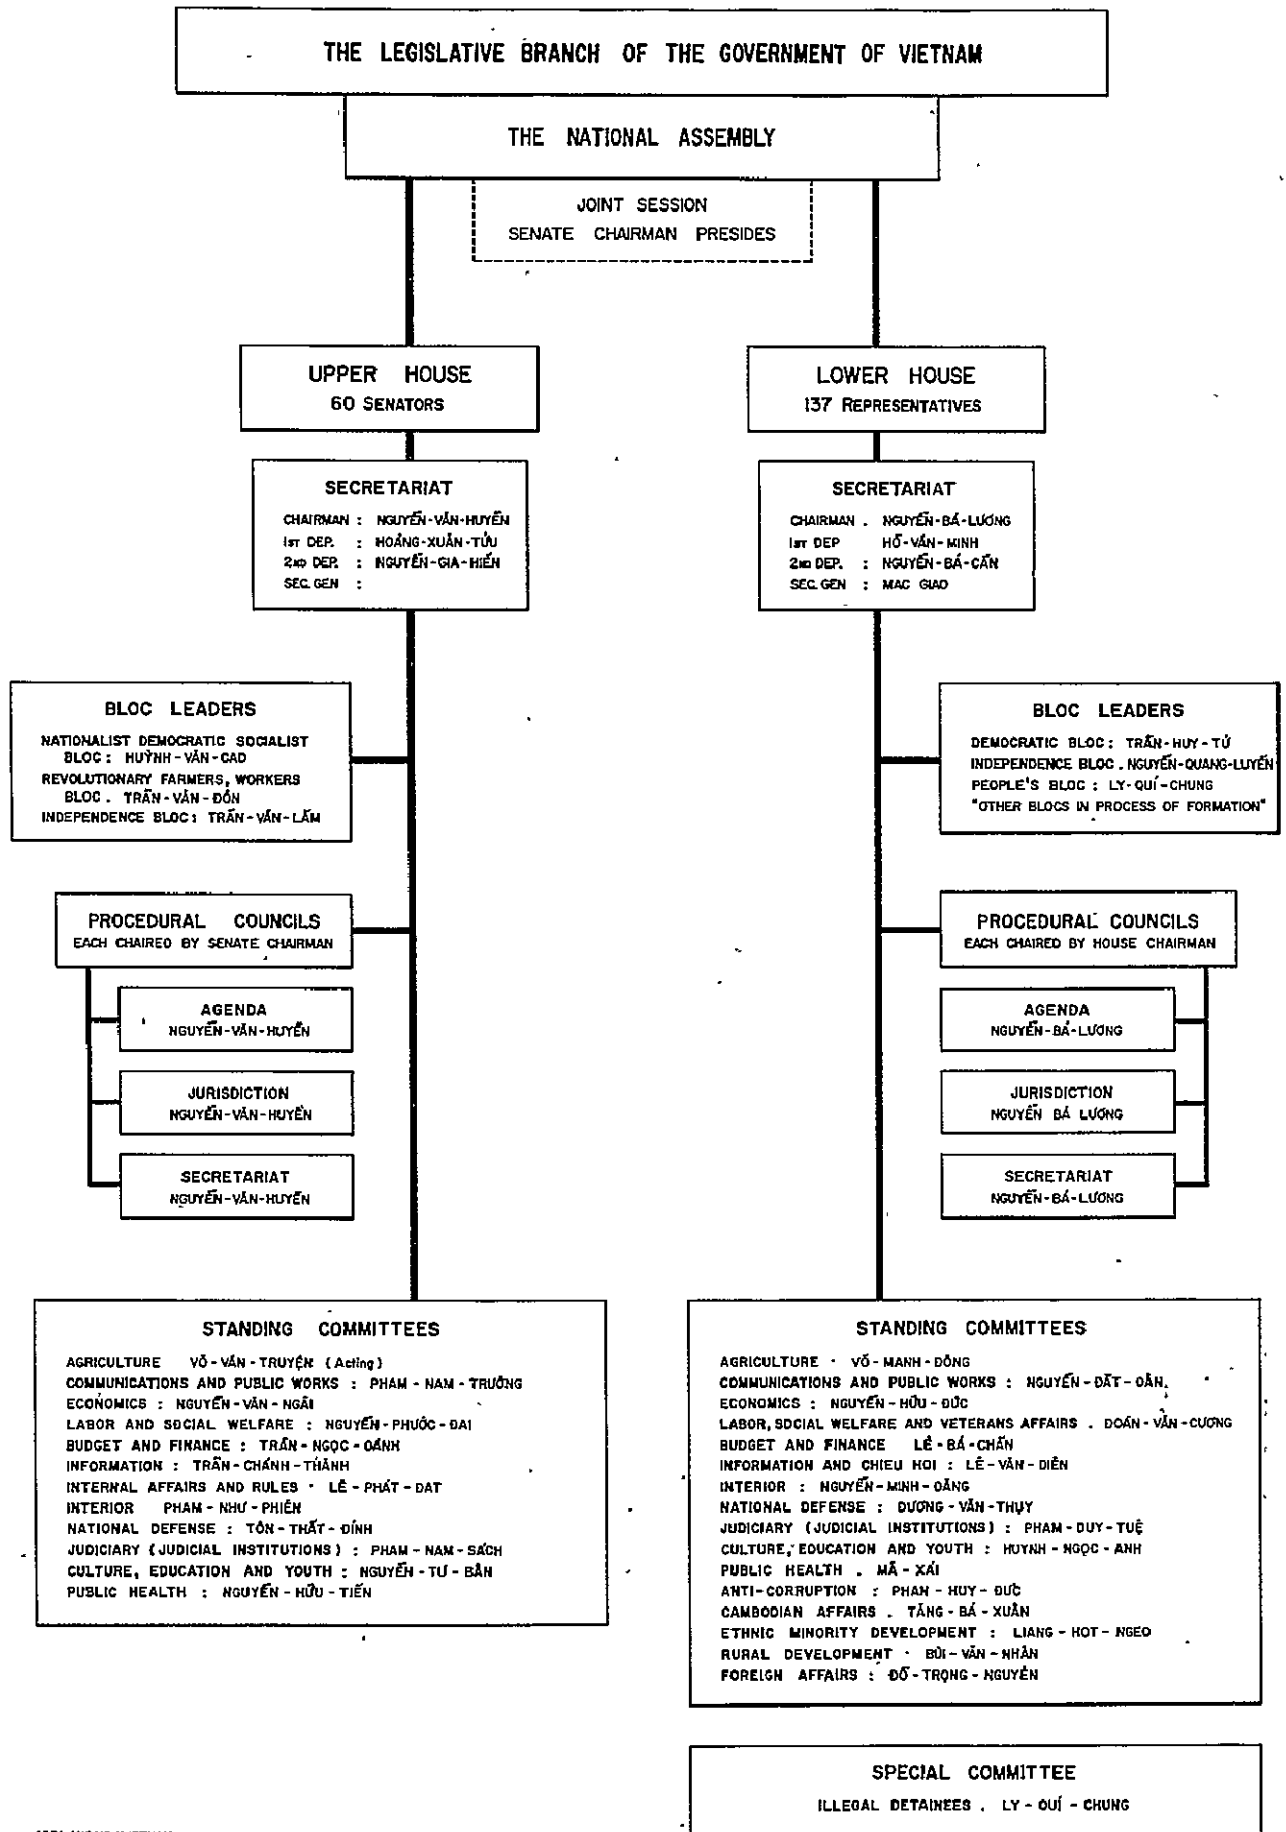 THE LEGISLATIVE BRANCH OF THE GOVERNMENT OF VIETNAM
THE NATIONAL ASSEMBLY
JOINT SESSION
SENATE CHAIRMAN PRESIDES
UPPER HOUSE
60 SENATORS
SECRETARIAT
CHAIRMAN : NGUYỄN-VĂN-HUYỀN
1ST DEP. : HOÀNG-XUÂN-TỬU
2ND DEP. : NGUYỄN-GIA-HIẾN
SEC. GEN :
BLOC LEADERS
NATIONALIST DEMOCRATIC SOCIALIST
BLOC : HUỲNH-VĂN-CAO
REVOLUTIONARY FARMERS, WORKERS
BLOC . TRẦN-VĂN-ĐÔN
INDEPENDENCE BLOC : TRẦN-VĂN-LẮM
PROCEDURAL COUNCILS
EACH CHAIRED BY SENATE CHAIRMAN
AGENDA
NGUYỄN-VĂN-HUYỀN
JURISDICTION
NGUYỄN-VĂN-HUYỀN
SECRETARIAT
NGUYỄN-VĂN-HUYỀN
STANDING COMMITTEES
AGRICULTURE VÕ-VĂN-TRUYỆN (Acting)
COMMUNICATIONS AND PUBLIC WORKS : PHAM-NAM-TRƯỜNG
ECONOMICS : NGUYỄN-VĂN-NGÃI
LABOR AND SOCIAL WELFARE : NGUYỄN-PHƯỚC-ĐAI
BUDGET AND FINANCE : TRẦN-NGỌC-OÁNH
INFORMATION : TRẦN-CHÁNH-THÀNH
INTERNAL AFFAIRS AND RULES · LÊ-PHÁT-ĐAT
INTERIOR PHAM-NHƯ-PHIÊN
NATIONAL DEFENSE : TÔN-THẤT-ĐÍNH
JUDICIARY (JUDICIAL INSTITUTIONS) : PHAM-NAM-SÁCH
CULTURE, EDUCATION AND YOUTH : NGUYỄN-TƯ-BÂN
PUBLIC HEALTH : NGUYỄN-HỮU-TIẾN
LOWER HOUSE
137 REPRESENTATIVES
SECRETARIAT
CHAIRMAN . NGUYỄN-BÁ-LƯƠNG
1ST DEP HỒ-VĂN-MINH
2ND DEP. : NGUYỄN-BÁ-CẨN
SEC. GEN : MAC GIAO
BLOC LEADERS
DEMOCRATIC BLOC : TRẦN-HUY-TỬ
INDEPENDENCE BLOC . NGUYỄN-QUANG-LUYẾN
PEOPLE'S BLOC : LY-QUÍ-CHUNG
"OTHER BLOCS IN PROCESS OF FORMATION"
PROCEDURAL COUNCILS
EACH CHAIRED BY HOUSE CHAIRMAN
AGENDA
NGUYỄN-BÁ-LƯƠNG
JURISDICTION
NGUYỄN BÁ LƯƠNG
SECRETARIAT
NGUYỄN-BÁ-LƯƠNG
STANDING COMMITTEES
AGRICULTURE · VÕ-MANH-ĐÔNG
COMMUNICATIONS AND PUBLIC WORKS : NGUYỄN-ĐẮT-DÂN
ECONOMICS : NGUYỄN-HỮU-ĐỨC
LABOR, SOCIAL WELFARE AND VETERANS AFFAIRS . ĐOÀN-VĂN-CƯƠNG
BUDGET AND FINANCE LÊ-BÁ-CHẨN
INFORMATION AND CHIEU HOI : LÊ-VĂN-DIÊN
INTERIOR : NGUYỄN-MINH-ĐĂNG
NATIONAL DEFENSE : DƯƠNG-VĂN-THỤY
JUDICIARY (JUDICIAL INSTITUTIONS) : PHAM-DUY-TUỆ
CULTURE, EDUCATION AND YOUTH : HUYNH-NGỌC-ANH
PUBLIC HEALTH . MÃ-XÁI
ANTI-CORRUPTION : PHAN-HUY-ĐỨC
CAMBODIAN AFFAIRS . TĂNG-BÁ-XUÂN
ETHNIC MINORITY DEVELOPMENT : LIANG-HOT-NGEO
RURAL DEVELOPMENT · BÙI-VĂN-NHÂN
FOREIGN AFFAIRS : ĐỖ-TRỌNG-NGUYÊN
SPECIAL COMMITTEE
ILLEGAL DETAINEES . LY-QUÍ-CHUNG